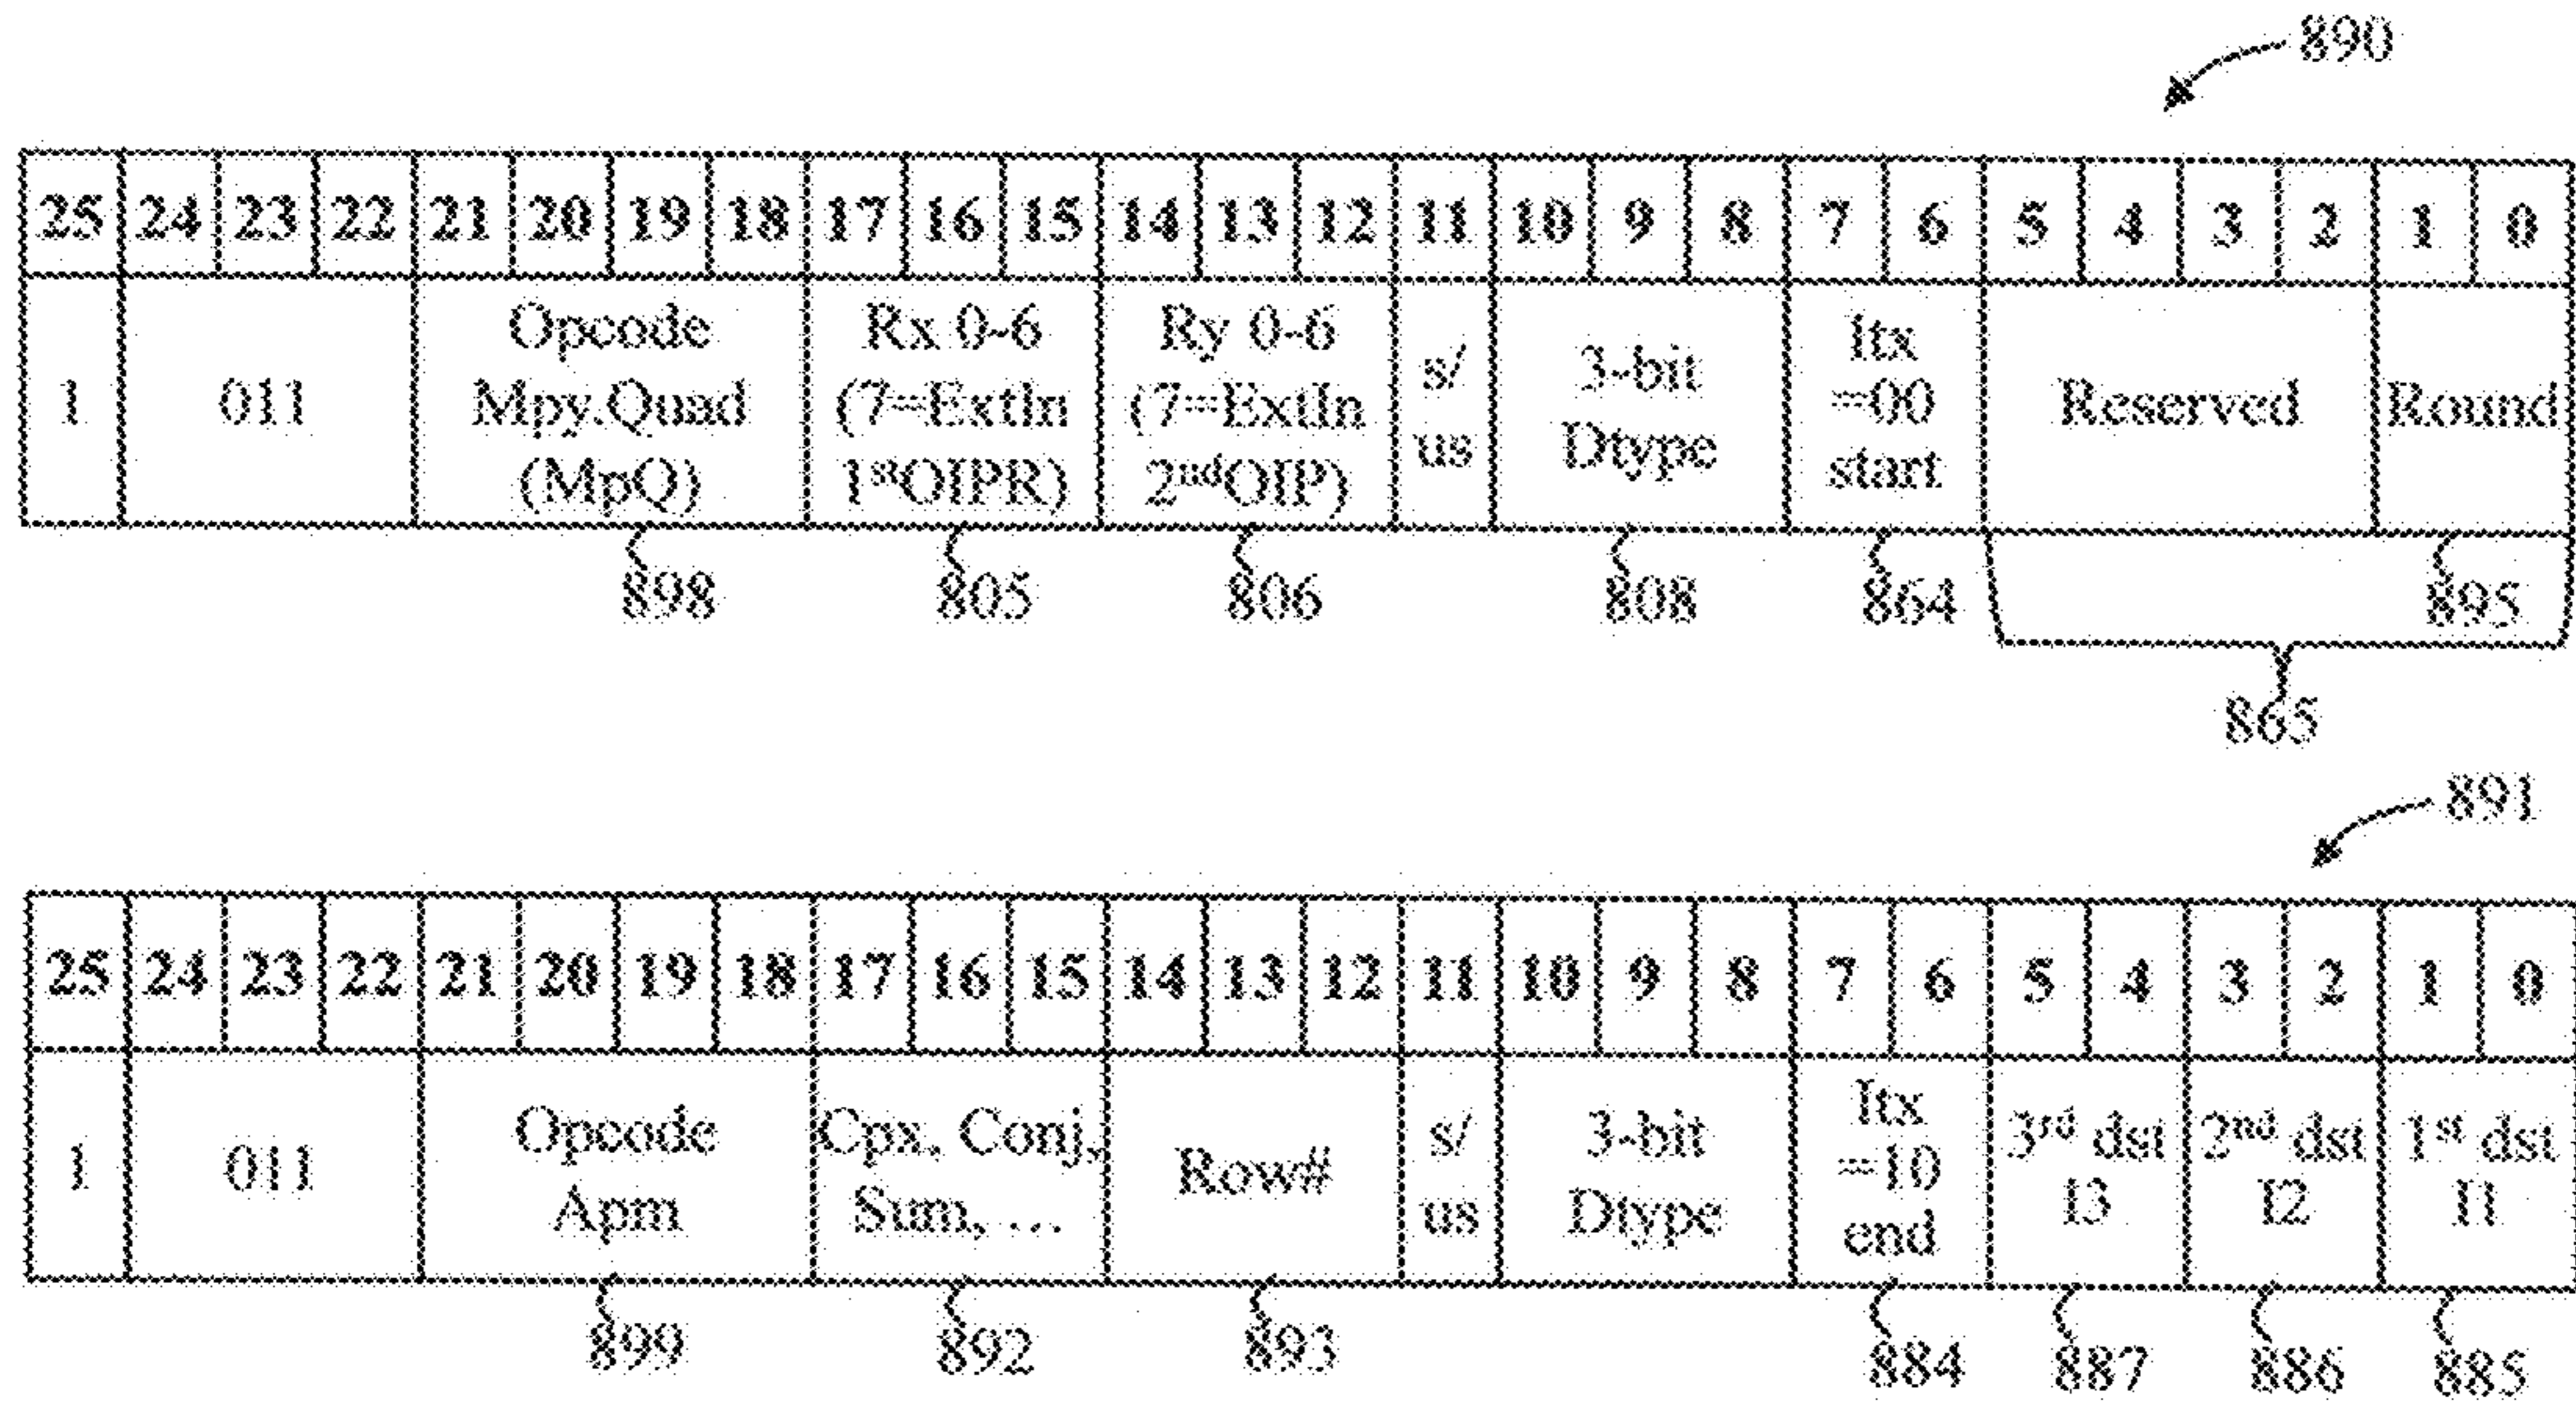 890
25 24 23 22 21 20 19 18 17 16 15 14 13 12 11 10 9 8 7 6 5 4 3 2 1 0
1
011
Opcode
Mpy.Quad
(MpQ)
Rx 0-6
(7=ExtIn
1stOIPR)
Ry 0-6
(7=ExtIn
2ndOIP)
s/
us
3-bit
Dtype
Itx
=00
start
Reserved
Round
898 805 806 808 864 895
865
891
25 24 23 22 21 20 19 18 17 16 15 14 13 12 11 10 9 8 7 6 5 4 3 2 1 0
1
011
Opcode
Apm
Cpx, Conj,
Sum, ...
Row#
s/
us
3-bit
Dtype
Itx
=10
end
3rd dst
I3
2nd dst
I2
1st dst
I1
899 892 893 884 887 886 885